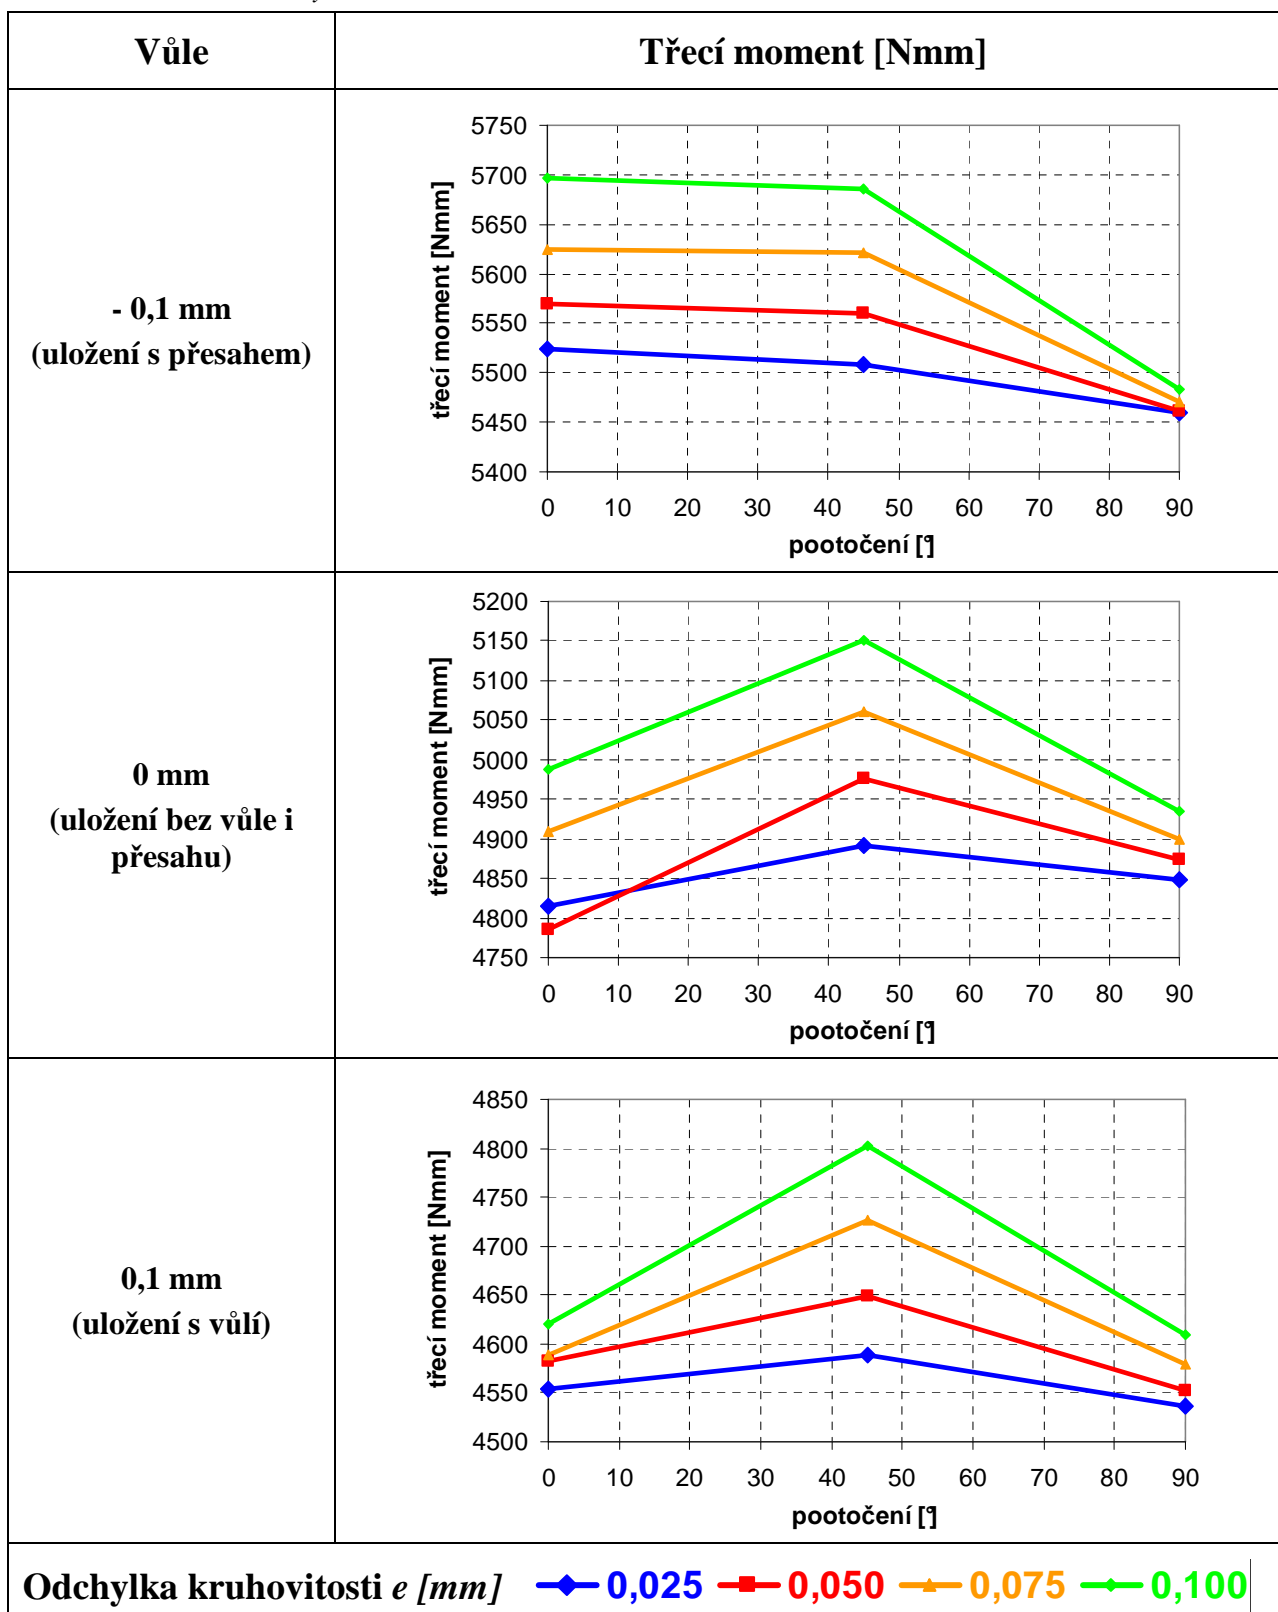 Vůle
Třecí moment [Nmm]
- 0,1 mm
(uložení s přesahem)
třecí moment [Nmm]
5750
5700
5650
5600
5550
5500
5450
5400
0 10 20 30 40 50 60 70 80 90
pootočení [°]
0 mm
(uložení bez vůle i
přesahu)
třecí moment [Nmm]
5200
5150
5100
5050
5000
4950
4900
4850
4800
4750
0 10 20 30 40 50 60 70 80 90
pootočení [°]
0,1 mm
(uložení s vůlí)
třecí moment [Nmm]
4850
4800
4750
4700
4650
4600
4550
4500
0 10 20 30 40 50 60 70 80 90
pootočení [°]
Odchylka kruhovitosti e [mm] 0,025 0,050 0,075 0,100